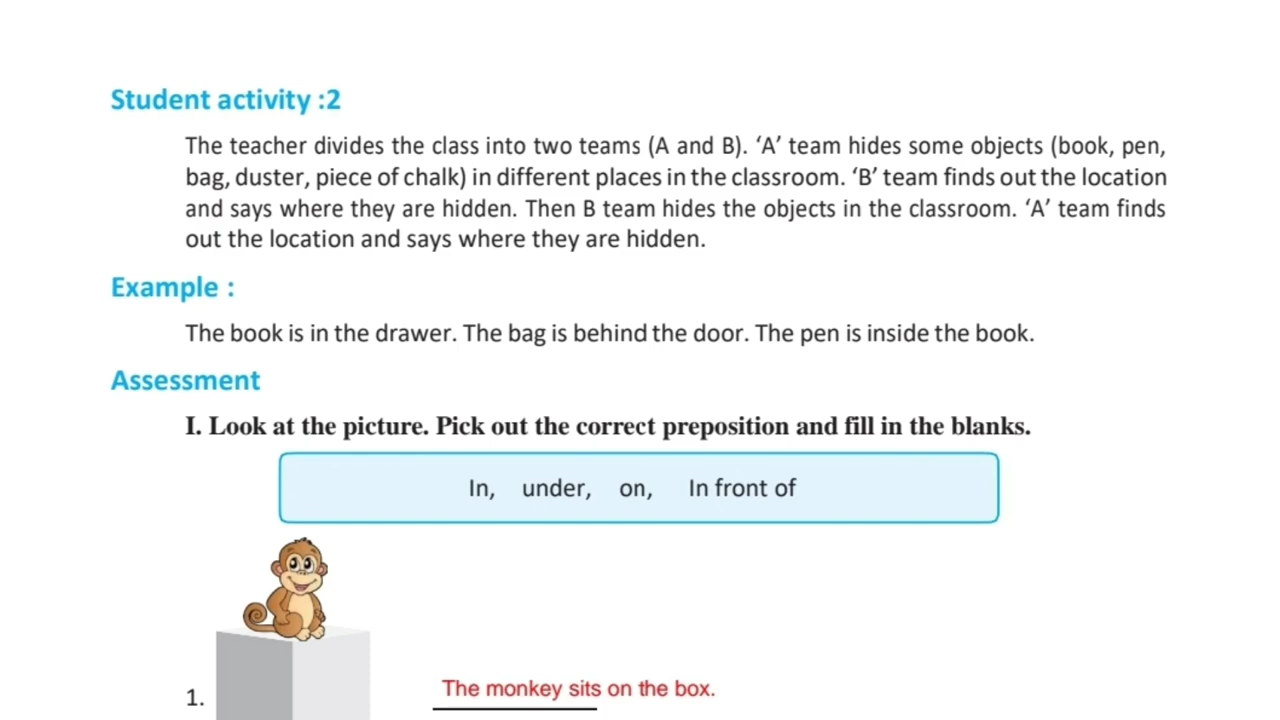 Student activity :2
The teacher divides the class into two teams (A and B). ‘A’ team hides some objects (book, pen,
bag, duster, piece of chalk) in different places in the classroom. ‘B’ team finds out the location
and says where they are hidden. Then B team hides the objects in the classroom. ‘A’ team finds
out the location and says where they are hidden.
Example :
The book is in the drawer. The bag is behind the door. The pen is inside the book.
Assessment
I. Look at the picture. Pick out the correct preposition and fill in the blanks.
In, under, on, In front of
1. The monkey sits on the box.